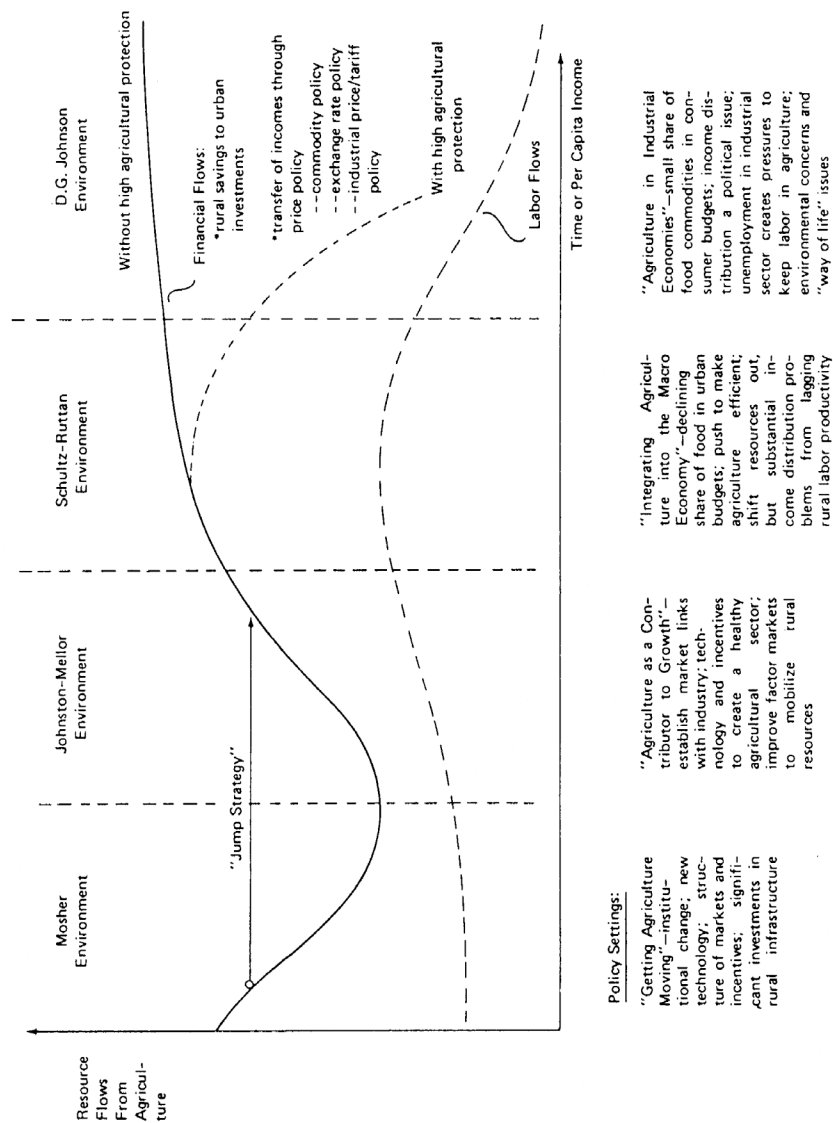 Resource
Flows
From
Agricul-
ture
Mosher
Environment
Johnston-Mellor
Environment
Schultz-Ruttan
Environment
D.G. Johnson
Environment
"Jump Strategy"
Without high agricultural protection
Financial Flows:
*rural savings to urban
investments
*transfer of incomes through
price policy
--commodity policy
--exchange rate policy
--industrial price/tariff
policy
With high agricultural
protection
Labor Flows
Time or Per Capita Income
Policy Settings:
"Getting Agriculture
Moving"—institu-
tional change; new
technology; struc-
ture of markets and
incentives; signifi-
cant investments in
rural infrastructure
"Agriculture as a Con-
tributor to Growth"—
establish market links
with industry; tech-
nology and incentives
to create a healthy
agricultural sector;
improve factor markets
to mobilize rural
resources
"Integrating Agricul-
ture into the Macro
Economy"—declining
share of food in urban
budgets; push to make
agriculture efficient;
shift resources out,
but substantial in-
come distribution pro-
blems from lagging
rural labor productivity
"Agriculture in Industrial
Economies"—small share of
food commodities in con-
sumer budgets; income dis-
tribution a political issue;
unemployment in industrial
sector creates pressures to
keep labor in agriculture;
environmental concerns and
"way of life" issues